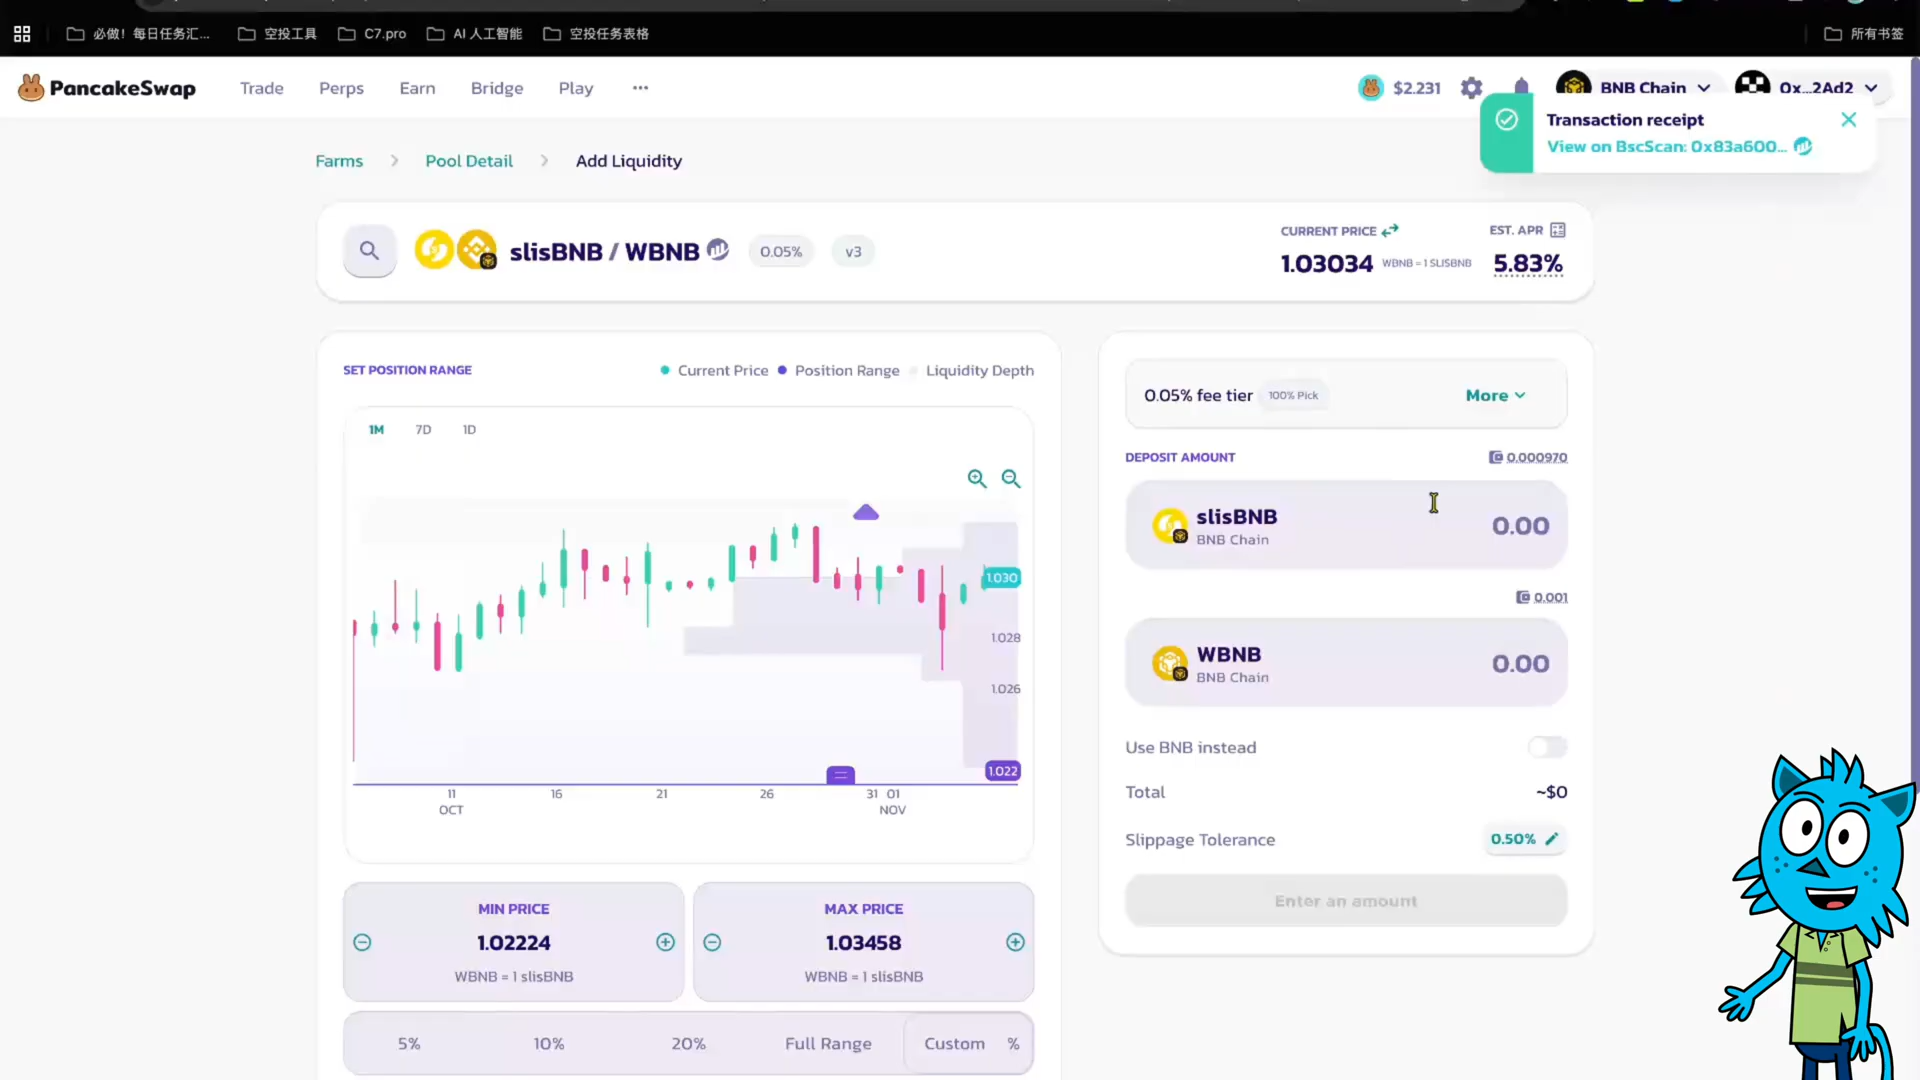 必做！每日任务汇...
空投工具
C7.pro
AI 人工智能
空投任务表格
所有书签
PancakeSwap
Trade
Perps
Earn
Bridge
Play
...
$2.231
BNB Chain
0x...2Ad2
Transaction receipt
View on BscScan: 0x83a600...
Farms > Pool Detail > Add Liquidity
slisBNB / WBNB
0.05%
v3
CURRENT PRICE
1.03034 WBNB = 1 SLISBNB
EST. APR
5.83%
SET POSITION RANGE
Current Price
Position Range
Liquidity Depth
1M
7D
1D
1.030
1.028
1.026
1.022
11
16
21
26
31
01
OCT
NOV
MIN PRICE
1.02224
WBNB = 1 slisBNB
MAX PRICE
1.03458
WBNB = 1 slisBNB
5%
10%
20%
Full Range
Custom %
0.05% fee tier
100% Pick
More
DEPOSIT AMOUNT
0.000970
slisBNB
BNB Chain
0.00
0.001
WBNB
BNB Chain
0.00
Use BNB instead
Total
~$0
Slippage Tolerance
0.50%
Enter an amount